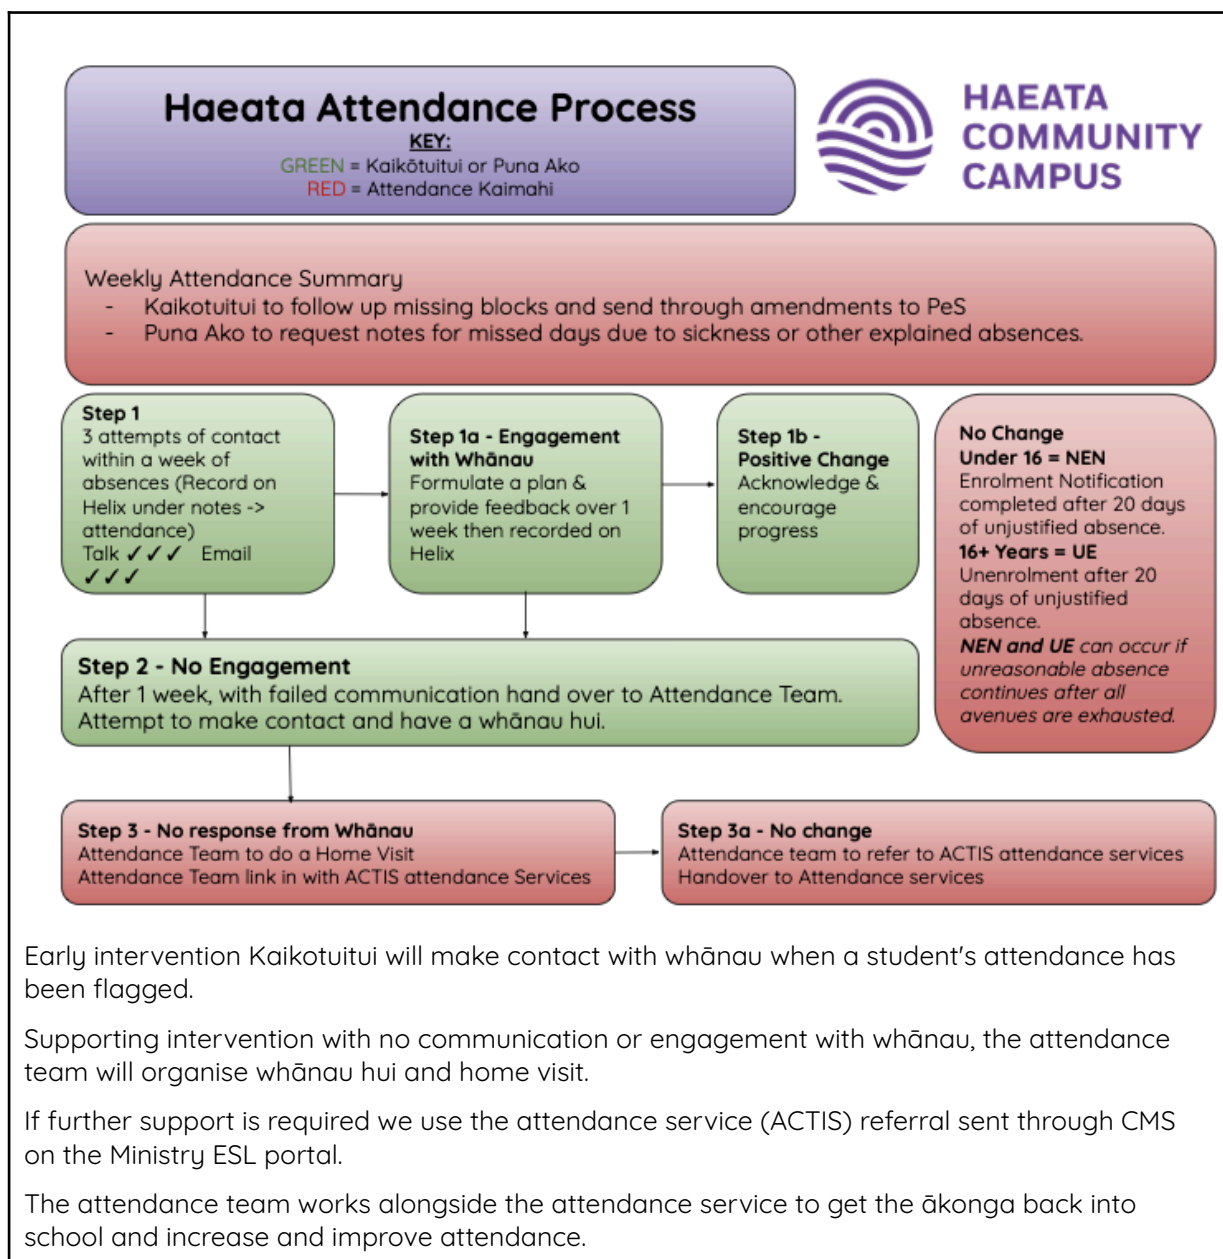 Haeata Attendance Process
KEY:
GREEN = Kaikōtuitui or Puna Ako
RED = Attendance Kaimahi
HAEATA
COMMUNITY
CAMPUS
Weekly Attendance Summary
- Kaikotuitui to follow up missing blocks and send through amendments to PeS
- Puna Ako to request notes for missed days due to sickness or other explained absences.
Step 1
3 attempts of contact
within a week of
absences (Record on
Helix under notes ->
attendance)
Talk ✓✓✓ Email
✓✓✓
Step 1a - Engagement
with Whānau
Formulate a plan &
provide feedback over 1
week then recorded on
Helix
Step 1b -
Positive Change
Acknowledge &
encourage
progress
No Change
Under 16 = NEN
Enrolment Notification
completed after 20 days
of unjustified absence.
16+ Years = UE
Unenrolment after 20
days of unjustified
absence.
NEN and UE can occur if
unreasonable absence
continues after all
avenues are exhausted.
Step 2 - No Engagement
After 1 week, with failed communication hand over to Attendance Team.
Attempt to make contact and have a whānau hui.
Step 3 - No response from Whānau
Attendance Team to do a Home Visit
Attendance Team link in with ACTIS attendance Services
Step 3a - No change
Attendance team to refer to ACTIS attendance services
Handover to Attendance services
Early intervention Kaikotuitui will make contact with whānau when a student's attendance has
been flagged.
Supporting intervention with no communication or engagement with whānau, the attendance
team will organise whānau hui and home visit.
If further support is required we use the attendance service (ACTIS) referral sent through CMS
on the Ministry ESL portal.
The attendance team works alongside the attendance service to get the ākonga back into
school and increase and improve attendance.